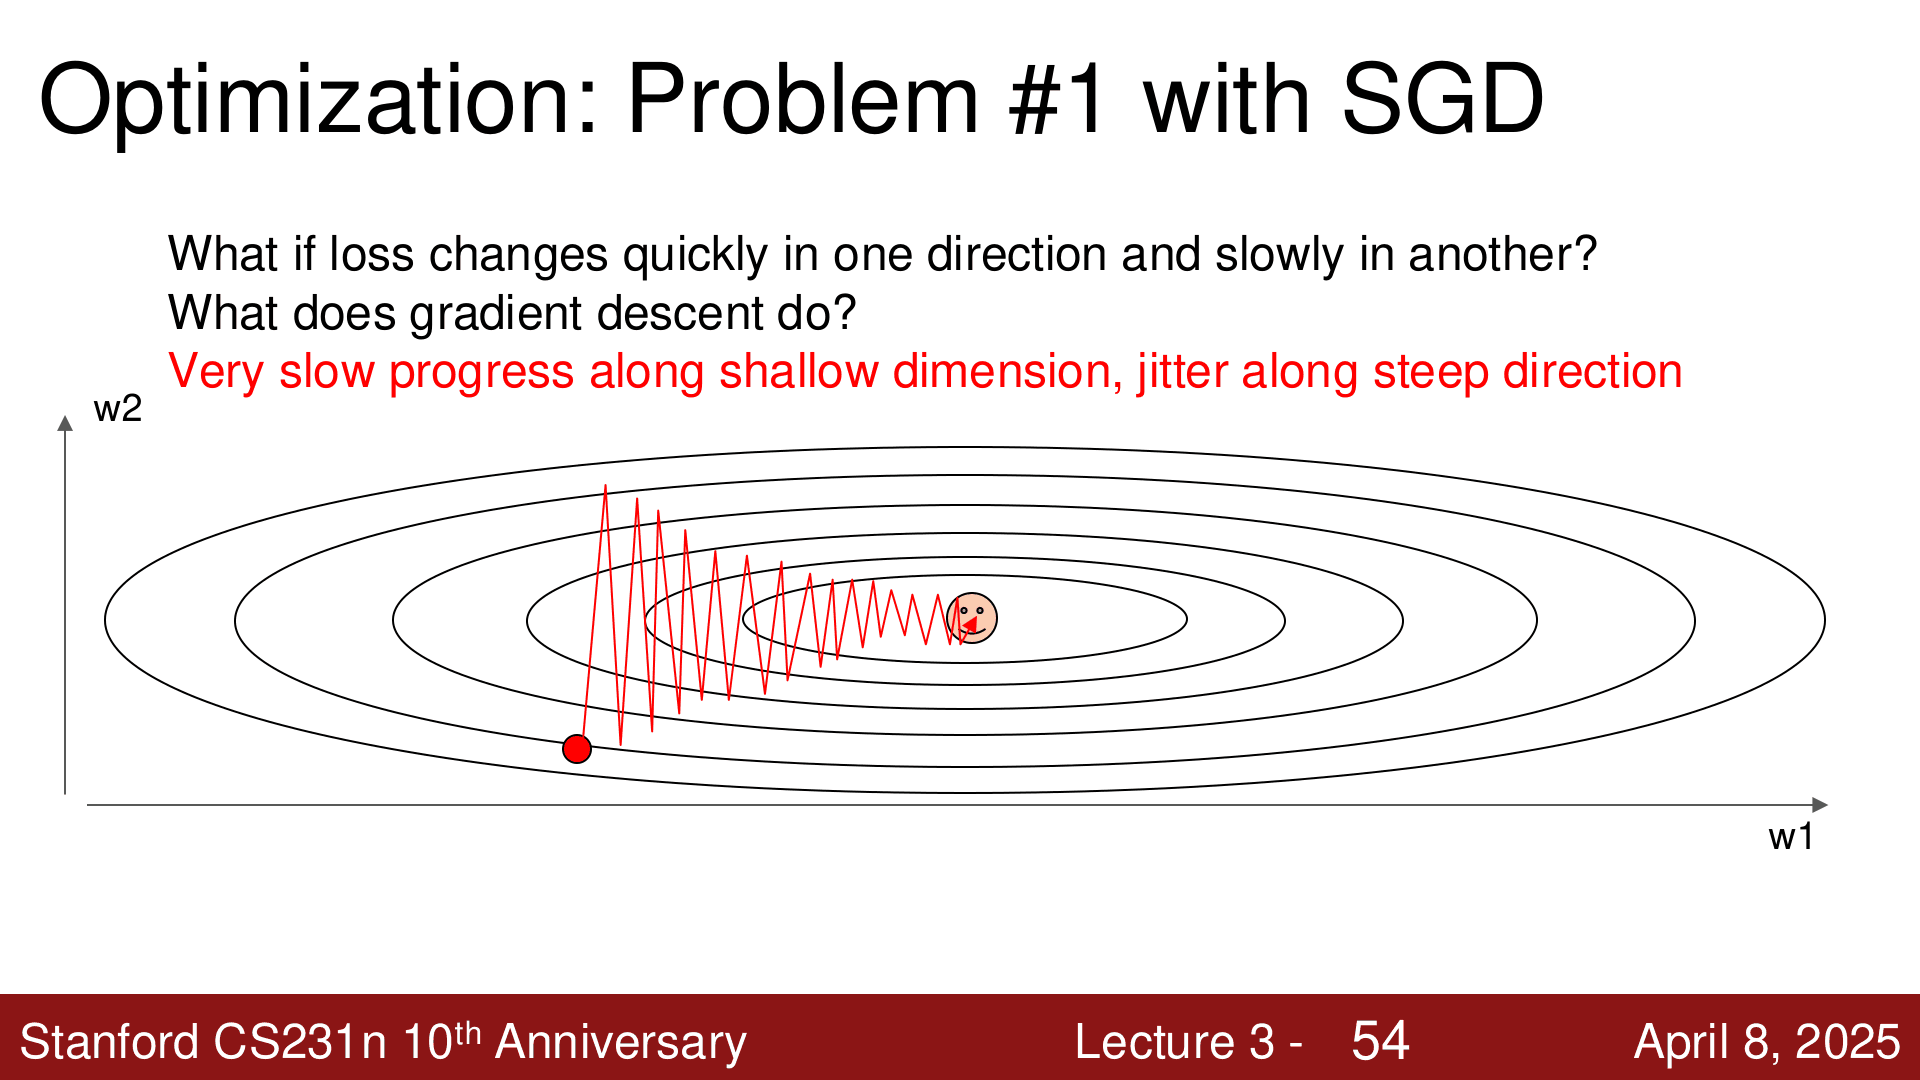 Optimization: Problem #1 with SGD
What if loss changes quickly in one direction and slowly in another?
What does gradient descent do?
Very slow progress along shallow dimension, jitter along steep direction
w2
w1
Stanford CS231n 10th Anniversary
Lecture 3 - 54
April 8, 2025